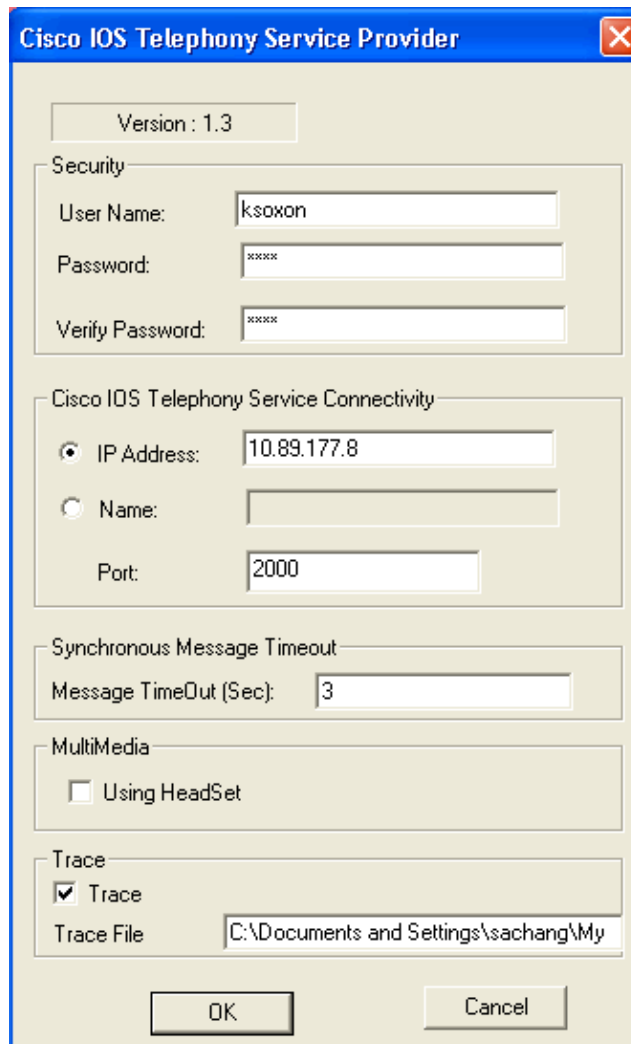 Cisco IOS Telephony Service Provider
Version : 1.3
Security
User Name: ksoxon
Password: ****
Verify Password: ****
Cisco IOS Telephony Service Connectivity
IP Address: 10.89.177.8
Name:
Port: 2000
Synchronous Message Timeout
Message TimeOut (Sec): 3
MultiMedia
Using HeadSet
Trace
Trace
Trace File C:\Documents and Settings\sachang\My
OK Cancel